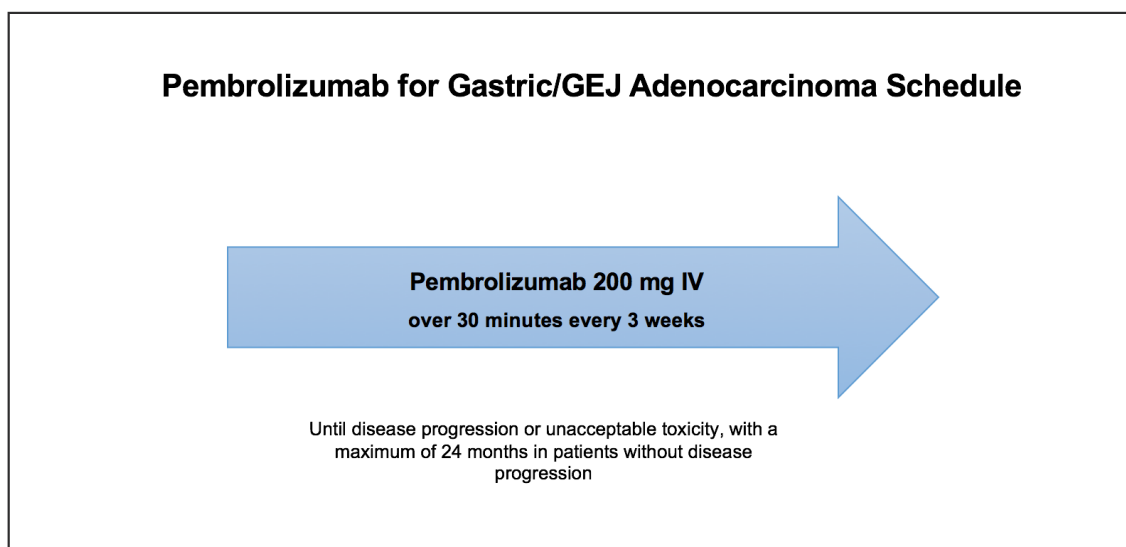 Pembrolizumab for Gastric/GEJ Adenocarcinoma Schedule
Pembrolizumab 200 mg IV
over 30 minutes every 3 weeks
Until disease progression or unacceptable toxicity, with a
maximum of 24 months in patients without disease
progression